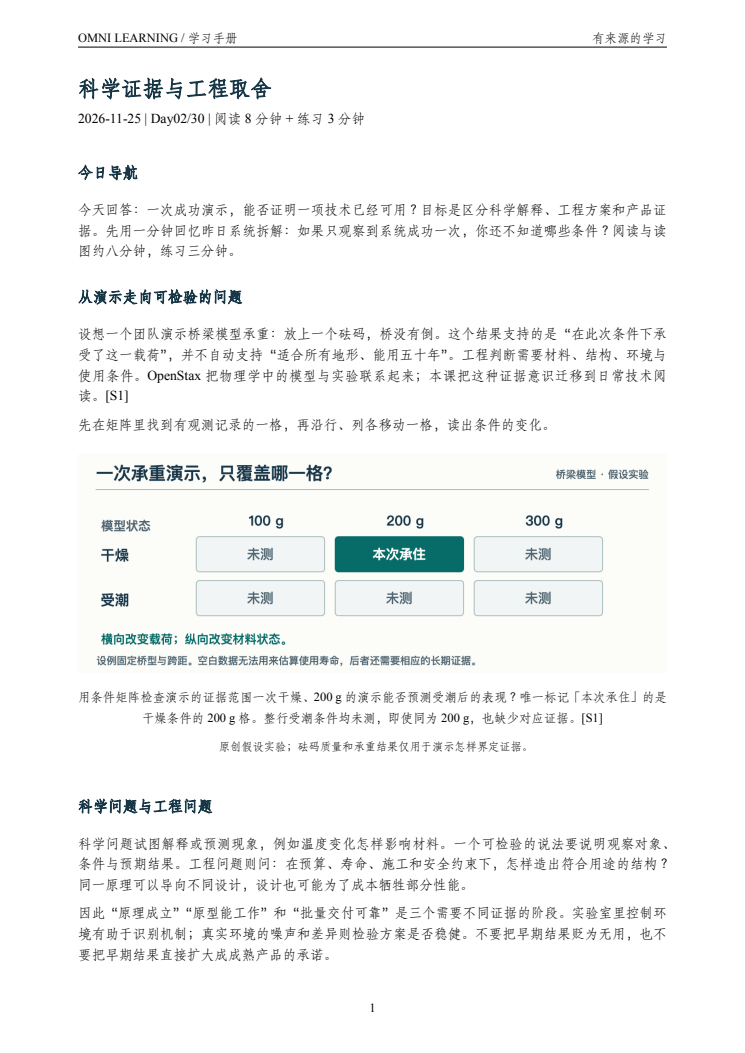 OMNI LEARNING / 学习手册
有来源的学习
科学证据与工程取舍
2026-11-25 | Day02/30 | 阅读 8 分钟 + 练习 3 分钟
今日导航
今天回答：一次成功演示，能否证明一项技术已经可用？目标是区分科学解释、工程方案和产品证
据。先用一分钟回忆昨日系统拆解：如果只观察到系统成功一次，你还不知道哪些条件？阅读与读
图约八分钟，练习三分钟。
从演示走向可检验的问题
设想一个团队演示桥梁模型承重：放上一个砝码，桥没有倒。这个结果支持的是“在此次条件下承
受了这一载荷”，并不自动支持“适合所有地形、能用五十年”。工程判断需要材料、结构、环境与
使用条件。OpenStax 把物理学中的模型与实验联系起来；本课把这种证据意识迁移到日常技术阅
读。[S1]
先在矩阵里找到有观测记录的一格，再沿行、列各移动一格，读出条件的变化。
一次承重演示，只覆盖哪一格？
桥梁模型 · 假设实验
模型状态 100 g 200 g 300 g
干燥 未测 本次承住 未测
受潮 未测 未测 未测
横向改变载荷；纵向改变材料状态。
设例固定桥型与跨距。空白数据无法用来估算使用寿命，后者还需要相应的长期证据。
用条件矩阵检查演示的证据范围一次干燥、200 g 的演示能否预测受潮后的表现？唯一标记「本次承住」的是
干燥条件的 200 g 格。整行受潮条件均未测，即使同为 200 g，也缺少对应证据。[S1]
原创假设实验；砝码质量和承重结果仅用于演示怎样界定证据。
科学问题与工程问题
科学问题试图解释或预测现象，例如温度变化怎样影响材料。一个可检验的说法要说明观察对象、
条件与预期结果。工程问题则问：在预算、寿命、施工和安全约束下，怎样造出符合用途的结构？
同一原理可以导向不同设计，设计也可能为了成本牺牲部分性能。
因此“原理成立”“原型能工作”和“批量交付可靠”是三个需要不同证据的阶段。实验室里控制环
境有助于识别机制；真实环境的噪声和差异则检验方案是否稳健。不要把早期结果贬为无用，也不
要把早期结果直接扩大成成熟产品的承诺。
1